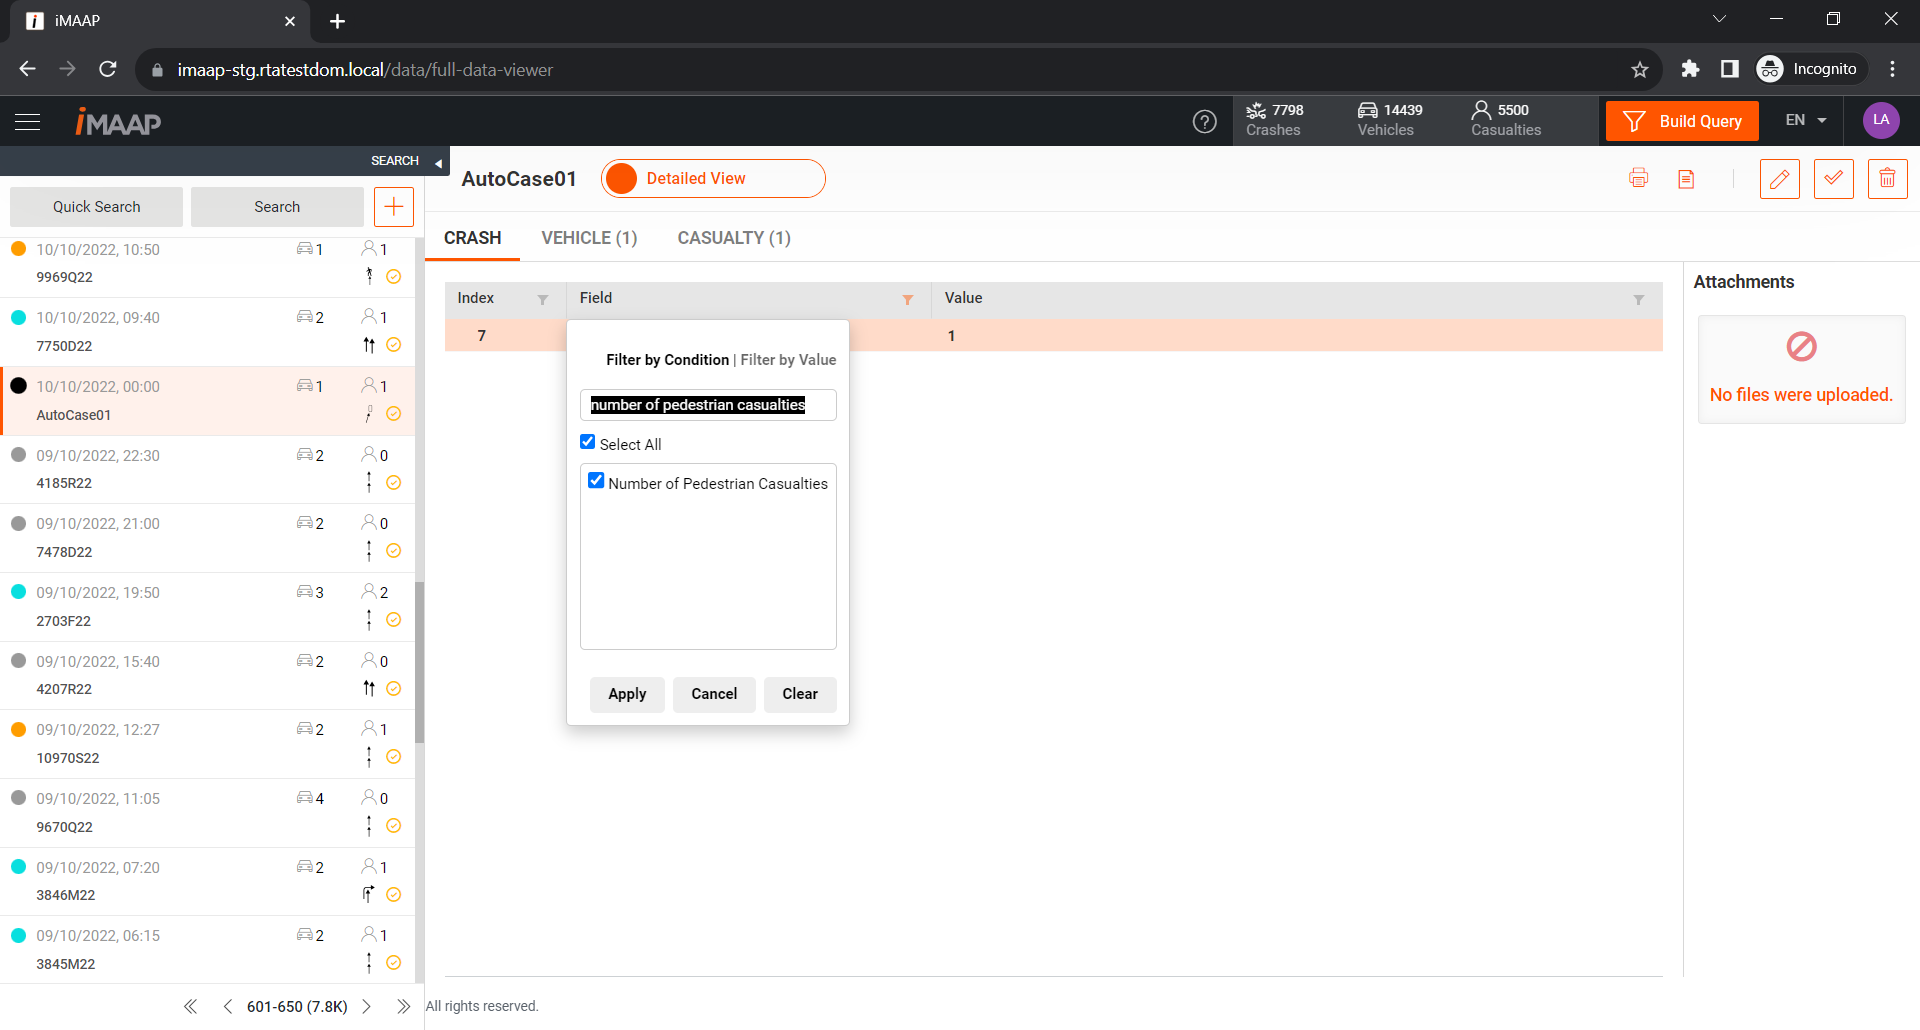 iMAAP
imaap-stg.rtatestdom.local/data/full-data-viewer
Incognito
iMAAP
7798
Crashes
14439
Vehicles
5500
Casualties
Build Query
EN
LA
SEARCH
Quick Search
Search
10/10/2022, 10:50 1 1
9969Q22
10/10/2022, 09:40 2 1
7750D22
10/10/2022, 00:00 1 1
AutoCase01
09/10/2022, 22:30 2 0
4185R22
09/10/2022, 21:00 2 0
7478D22
09/10/2022, 19:50 3 2
2703F22
09/10/2022, 15:40 2 0
4207R22
09/10/2022, 12:27 2 1
10970S22
09/10/2022, 11:05 4 0
9670Q22
09/10/2022, 07:20 2 1
3846M22
09/10/2022, 06:15 2 1
3845M22
601-650 (7.8K)
AutoCase01
Detailed View
CRASH VEHICLE (1) CASUALTY (1)
Index Field Value
7 1
Filter by Condition | Filter by Value
number of pedestrian casualties
Select All
Number of Pedestrian Casualties
Apply Cancel Clear
Attachments
No files were uploaded.
All rights reserved.